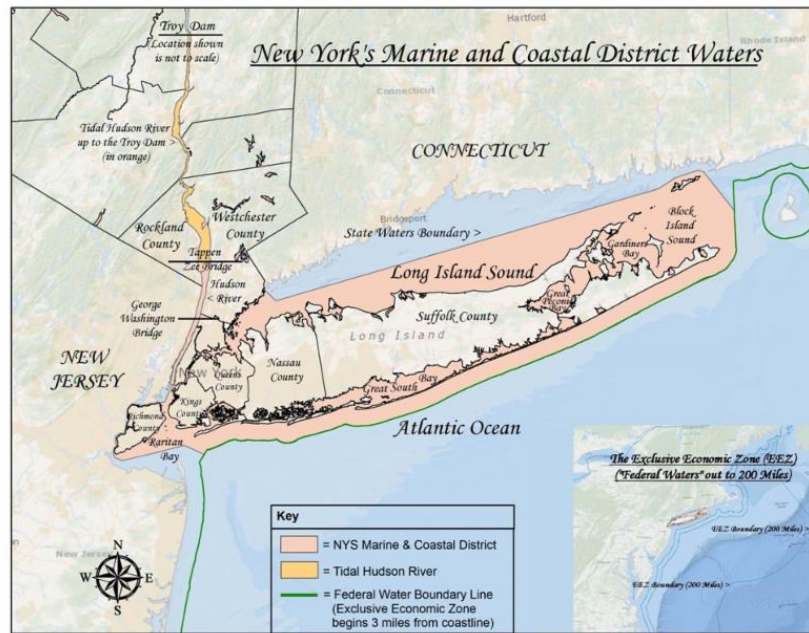 Troy Dam
(Location shown
is not to scale)
Hartford
Rhode Island
New York's Marine and Coastal District Waters
Connecticut
Tidal Hudson River
up to the Troy Dam >
(in orange)
CONNECTICUT
Bridgeport
Rockland
County
Westchester
County
State Waters Boundary >
Block
Island
Sound
Gardiners
Bay
Tappen
Zee Bridge
Long Island Sound
Hudson
< River
George
Washington
Bridge
Great
Peconic
Bay
Suffolk County
Long Island
NEW
JERSEY
New York
Queens
County
Nassau
County
Kings
County
Great South Bay
Richmond
County
Raritan
Bay
Atlantic Ocean
The Exclusive Economic Zone (EEZ)
("Federal Waters" out to 200 Miles)
EEZ Boundary (200 Miles) >
EEZ Boundary (200 Miles) >
New Jersey
N
W
E
S
Key
= NYS Marine & Coastal District
= Tidal Hudson River
= Federal Water Boundary Line
(Exclusive Economic Zone
begins 3 miles from coastline)